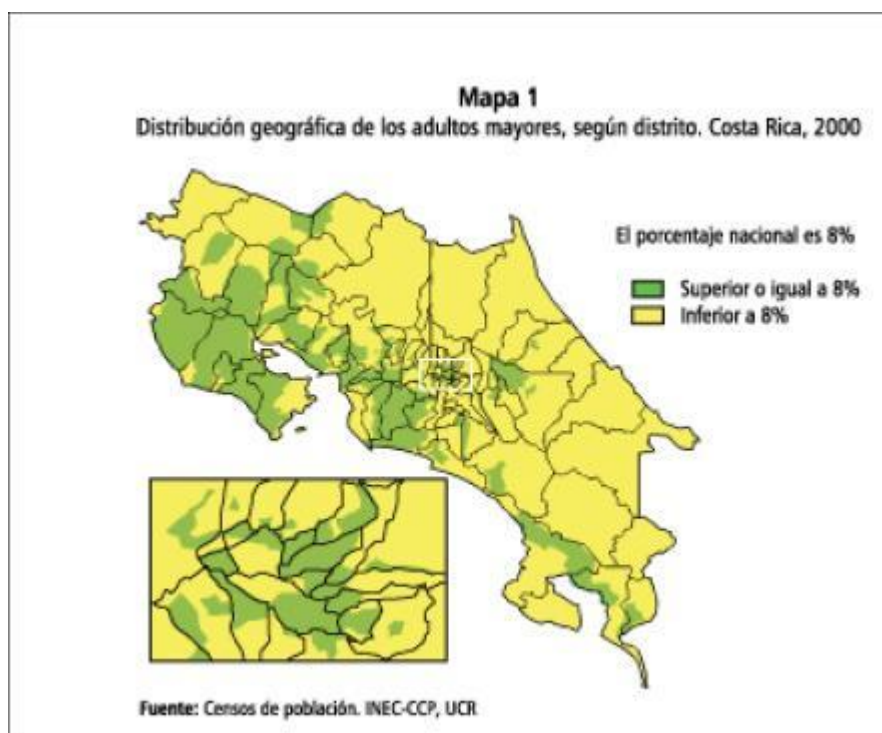 Mapa 1
Distribución geográfica de los adultos mayores, según distrito. Costa Rica, 2000
El porcentaje nacional es 8%
Superior o igual a 8%
Inferior a 8%
Fuente: Censos de población. INEC-CCP, UCR